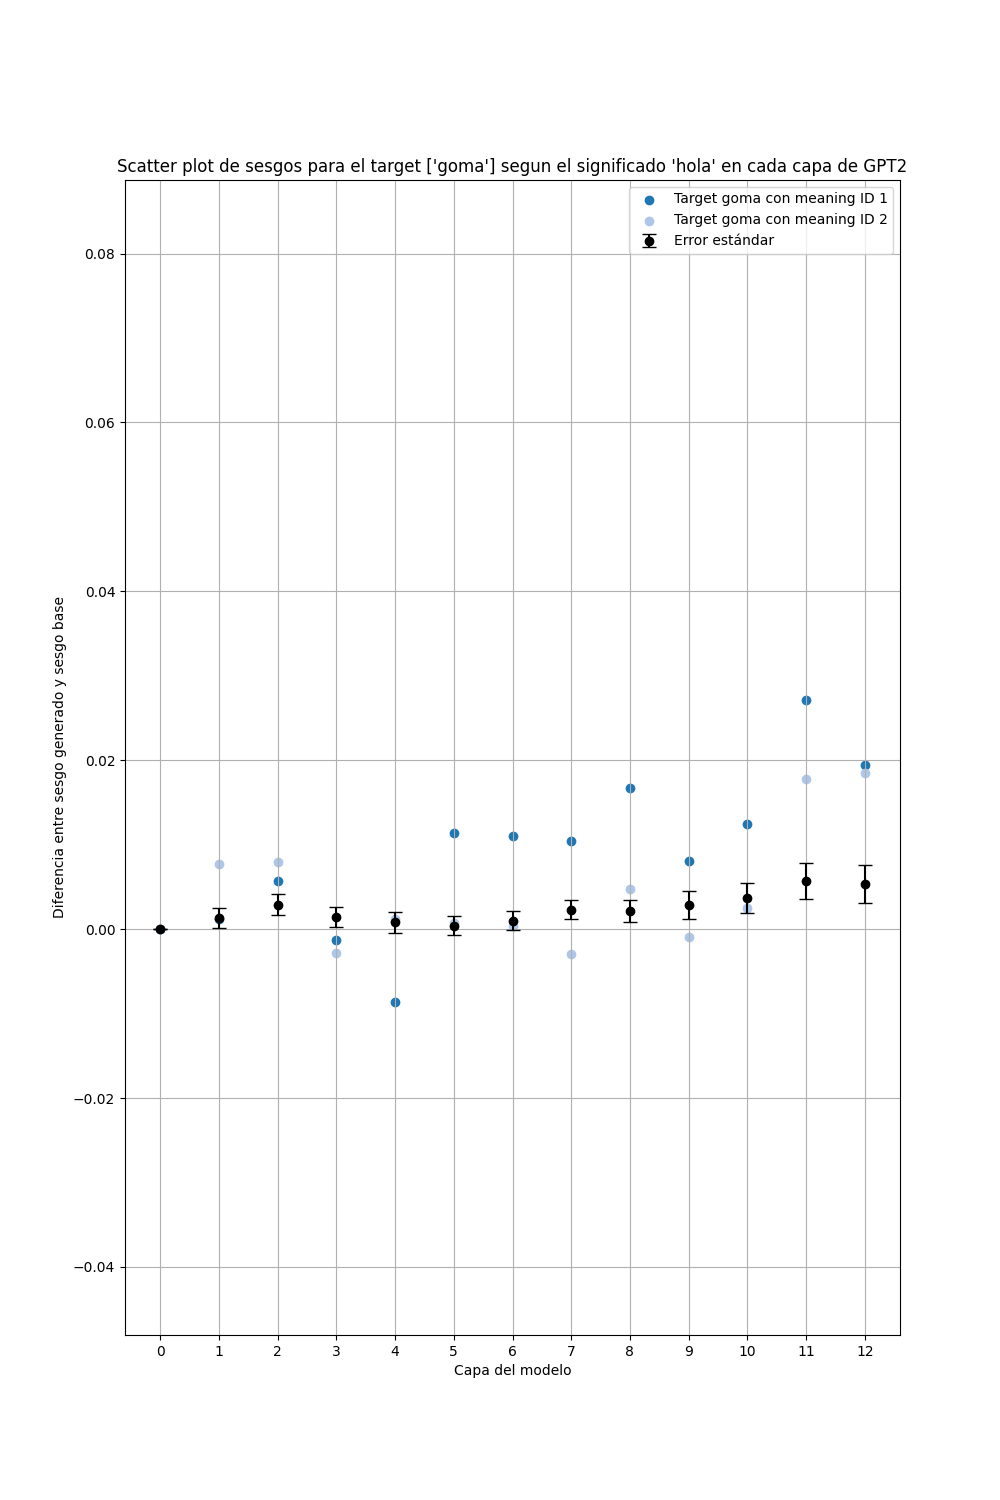 Scatter plot de sesgos para el target ['goma'] segun el significado 'hola' en cada capa de GPT2
Target goma con meaning ID 1
Target goma con meaning ID 2
Error estándar
Diferencia entre sesgo generado y sesgo base
0.08
0.06
0.04
0.02
0.00
−0.02
−0.04
0 1 2 3 4 5 6 7 8 9 10 11 12
Capa del modelo